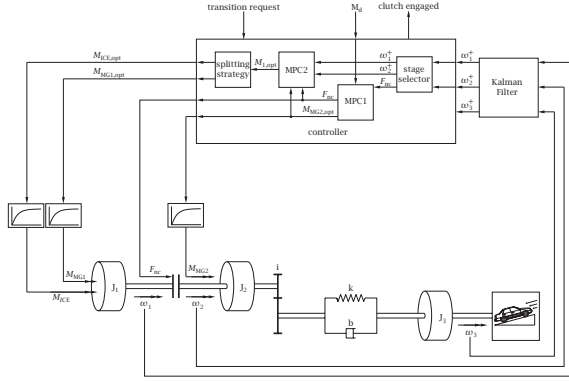 transition request
M_d
clutch engaged
M_ICE,opt
M_MG1,opt
splitting strategy
M_1,opt
MPC2
ω_1^+
ω_2^+
stage selector
ω_1^+
ω_2^+
ω_3^+
Kalman Filter
F_nc
F_nc
MPC1
M_MG2,opt
controller
M_MG1
M_ICE
J_1
F_nc
M_MG2
J_2
i
k
b
J_3
ω_1
ω_2
ω_3